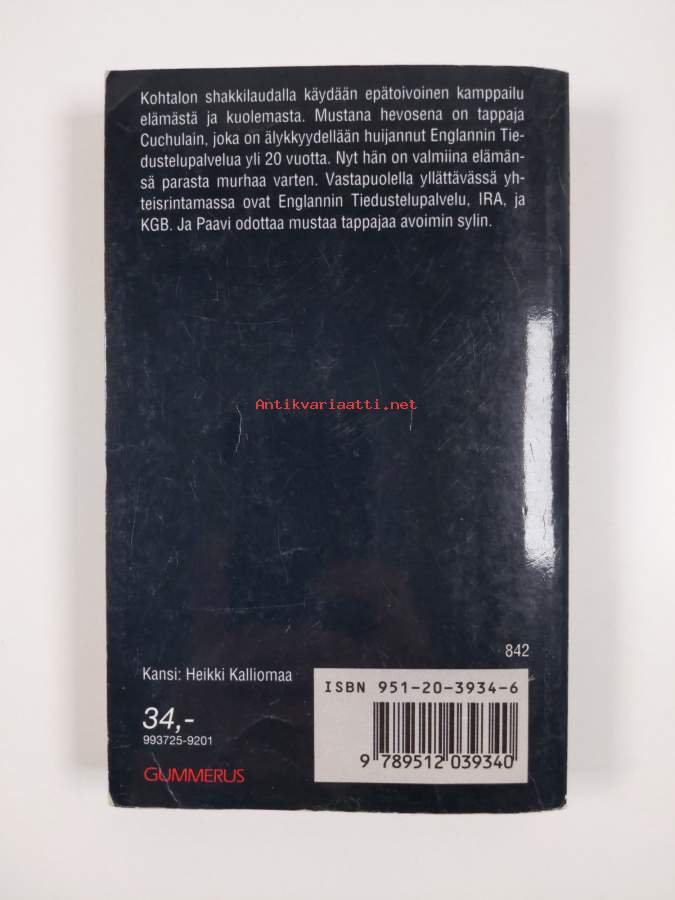 Kohtalon shakkilaudalla käydään epätoivoinen kamppailu
elämästä ja kuolemasta. Mustana hevosena on tappaja
Cuchulain, joka on älykkyydellään huijannut Englannin Tie-
dustelupalvelua yli 20 vuotta. Nyt hän on valmiina elämän-
sä parasta murhaa varten. Vastapuolella yllättävässä yh-
teisrintamassa ovat Englannin Tiedustelupalvelu, IRA, ja
KGB. Ja Paavi odottaa mustaa tappajaa avoimin sylin.
Antikvariaatti.net
842
Kansi: Heikki Kalliomaa
ISBN 951-20-3934-6
34,-
993725-9201
9 789512 039340
GUMMERUS